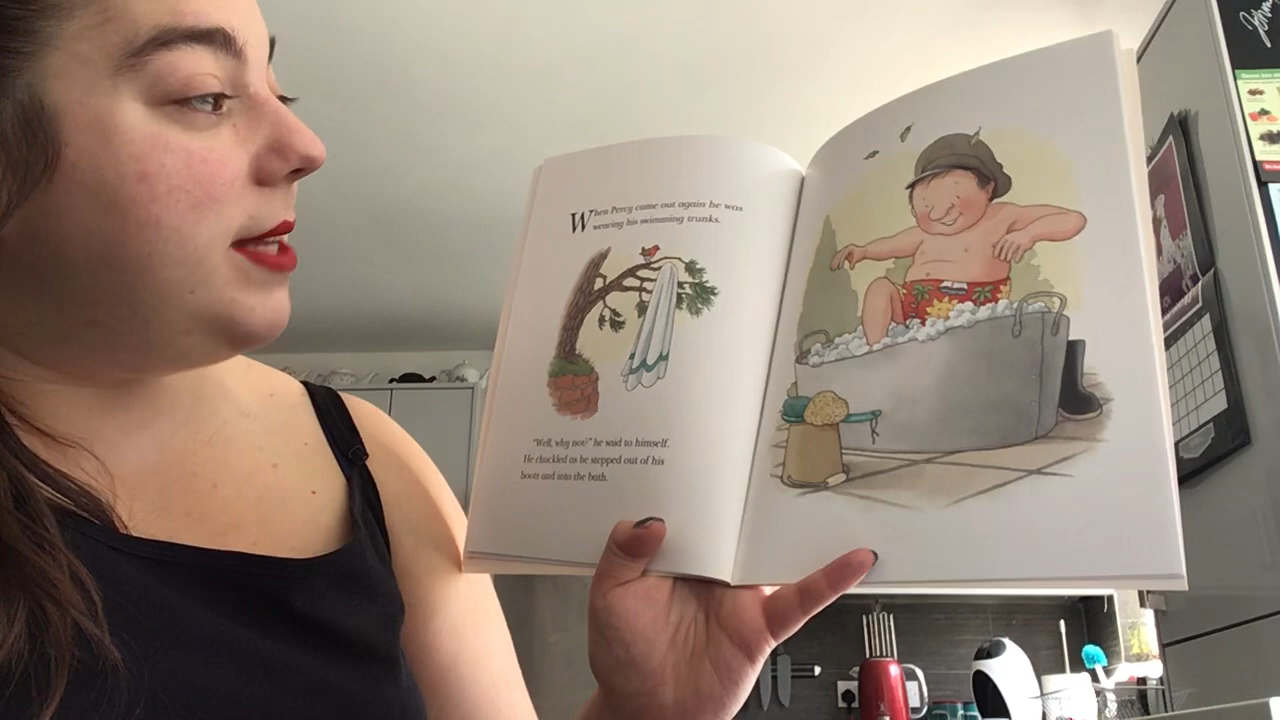 When Percy came out again he was
wearing his swimming trunks.
"Well, why not?" he said to himself.
He chuckled as he stepped out of his
boots and into the bath.